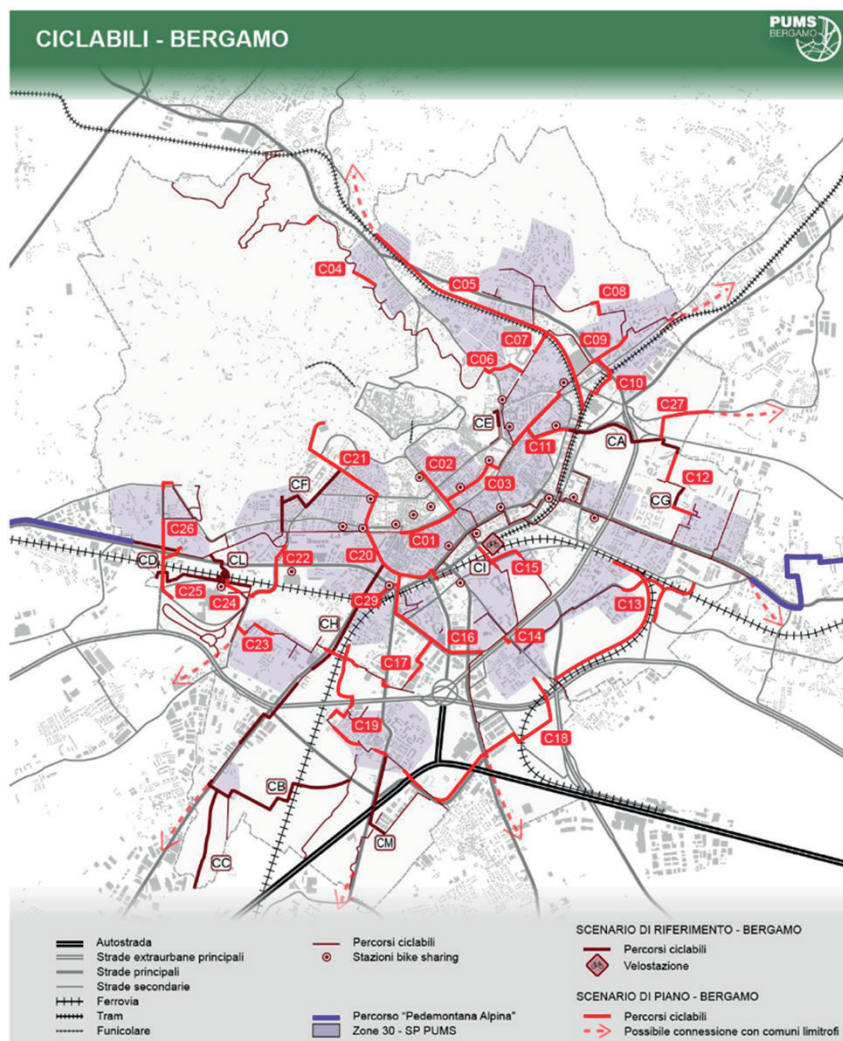 CICLABILI - BERGAMO
PUMS
BERGAMO
C04
C05
C08
C07
C09
C06
C10
C27
CE
CA
C11
C21
C02
C12
CF
C03
CG
C26
C01
CD
CL
C22
C20
CI
C15
C25
C24
C29
C13
CH
C23
C16
C14
C17
C19
C18
CB
CC
CM
Autostrada
Strade extraurbane principali
Strade principali
Strade secondarie
Ferrovia
Tram
Funicolare
Percorsi ciclabili
Stazioni bike sharing
Percorso "Pedemontana Alpina"
Zone 30 - SP PUMS
SCENARIO DI RIFERIMENTO - BERGAMO
Percorsi ciclabili
Velostazione
SCENARIO DI PIANO - BERGAMO
Percorsi ciclabili
Possibile connessione con comuni limitrofi